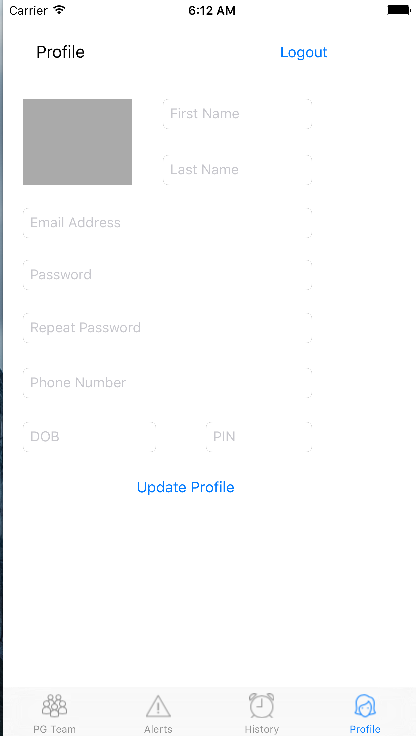 Carrier 6:12 AM
Profile Logout
First Name
Last Name
Email Address
Password
Repeat Password
Phone Number
DOB PIN
Update Profile
PG Team Alerts History Profile